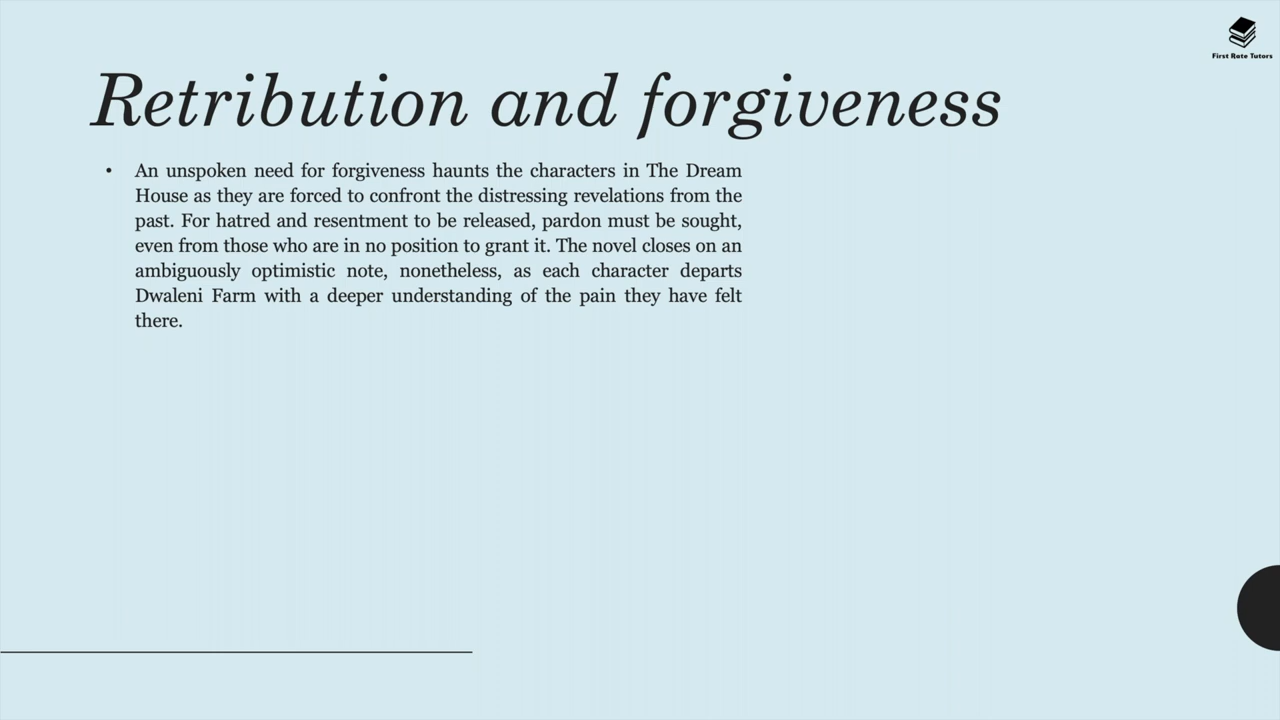 First Rate Tutors
Retribution and forgiveness
• An unspoken need for forgiveness haunts the characters in The Dream
House as they are forced to confront the distressing revelations from the
past. For hatred and resentment to be released, pardon must be sought,
even from those who are in no position to grant it. The novel closes on an
ambiguously optimistic note, nonetheless, as each character departs
Dwaleni Farm with a deeper understanding of the pain they have felt
there.